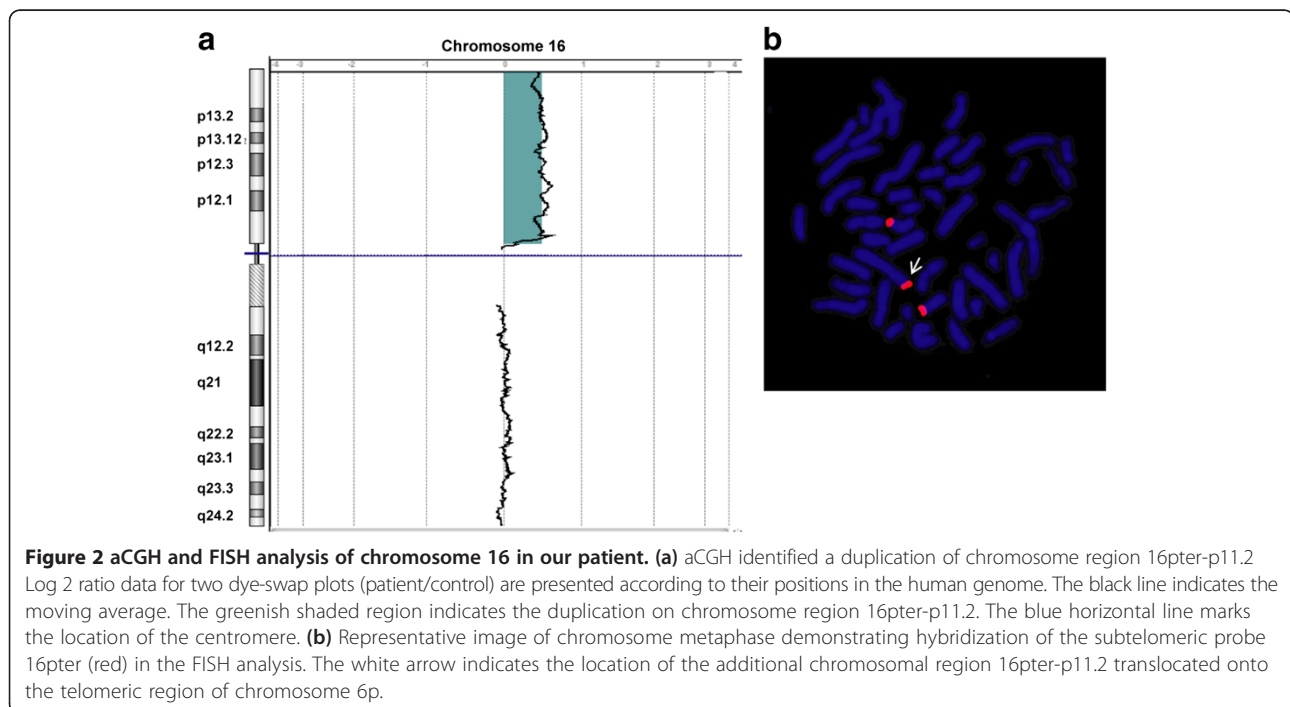 a
b
Chromosome 16
-4 -3 -2 -1 0 1 2 3 4
p13.2
p13.12
p12.3
p12.1
q12.2
q21
q22.2
q23.1
q23.3
q24.2
Figure 2 aCGH and FISH analysis of chromosome 16 in our patient. (a) aCGH identified a duplication of chromosome region 16pter-p11.2
Log 2 ratio data for two dye-swap plots (patient/control) are presented according to their positions in the human genome. The black line indicates the
moving average. The greenish shaded region indicates the duplication on chromosome region 16pter-p11.2. The blue horizontal line marks
the location of the centromere. (b) Representative image of chromosome metaphase demonstrating hybridization of the subtelomeric probe
16pter (red) in the FISH analysis. The white arrow indicates the location of the additional chromosomal region 16pter-p11.2 translocated onto
the telomeric region of chromosome 6p.